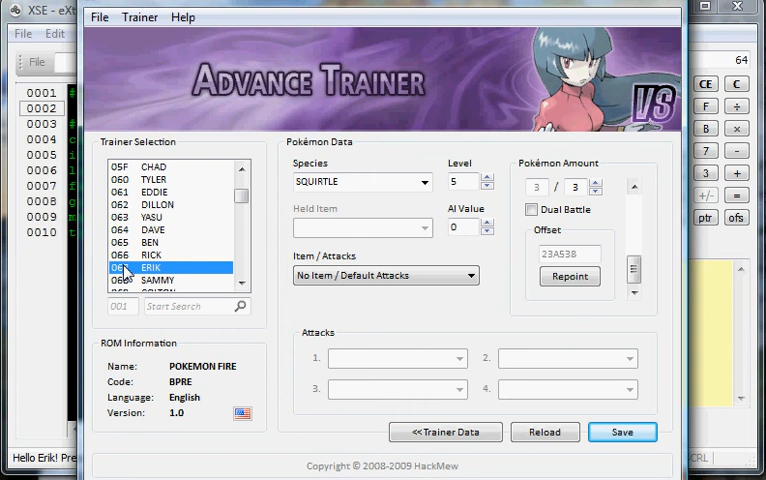 XSE - eXt
File Edit
File
0001 #
0002
0003 #
0004 c
0005 i
0006 l
0007 f
0008 g
0009 m
0010 t
Hello Erik! Pre
File Trainer Help
ADVANCE TRAINER
VS
Trainer Selection
05F CHAD
060 TYLER
061 EDDIE
062 DILLON
063 YASU
064 DAVE
065 BEN
066 RICK
067 ERIK
068 SAMMY
069 COLTON
001 Start Search
ROM Information
Name: POKEMON FIRE
Code: BPRE
Language: English
Version: 1.0
Pokémon Data
Species
SQUIRTLE
Level
5
Held Item
AI Value
0
Item / Attacks
No Item / Default Attacks
Pokémon Amount
3 / 3
Dual Battle
Offset
23A538
Repoint
Attacks
1.
2.
3.
4.
<<Trainer Data
Reload
Save
Copyright © 2008-2009 HackMew
64
CE C
F ÷
B ×
7 -
3 +
+/- =
ptr ofs
SCRL